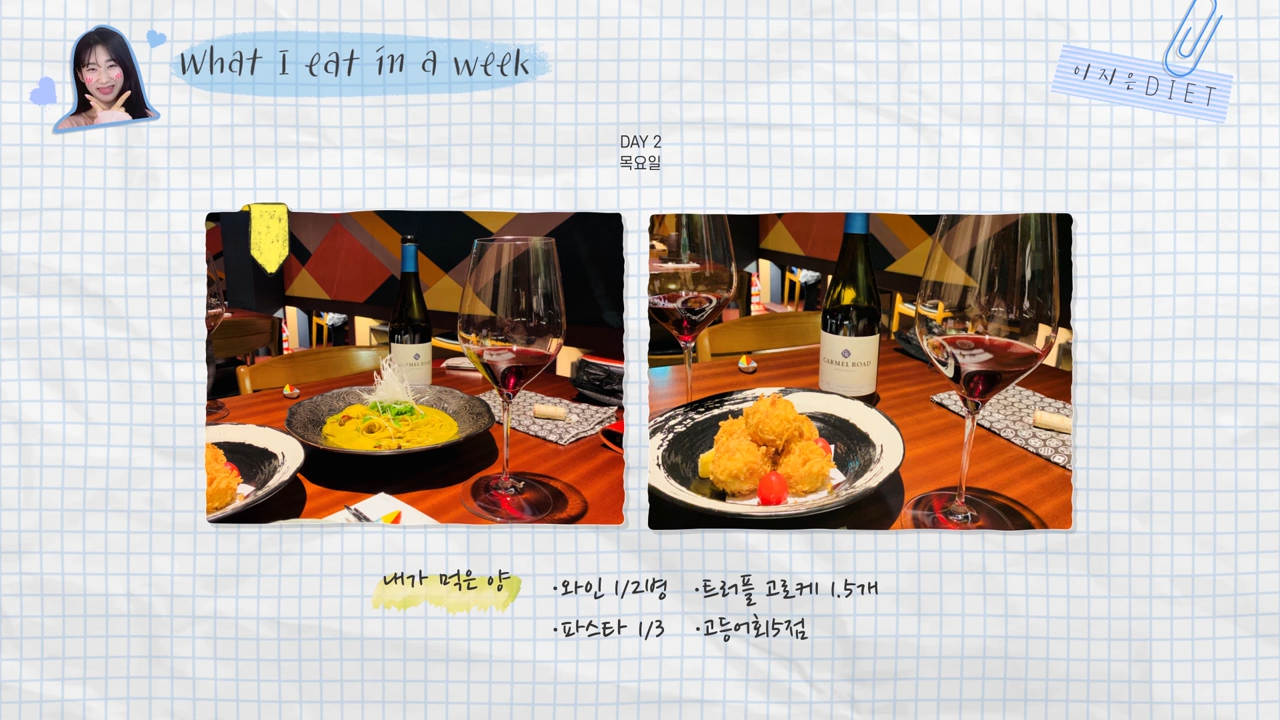 What I eat in a week
이지은DIET
DAY 2
목요일
CARMEL ROAD
CARMEL ROAD
내가 먹은 양
·와인 1/2병
·트러플 고로케 1.5개
·파스타 1/3
·고등어회5점